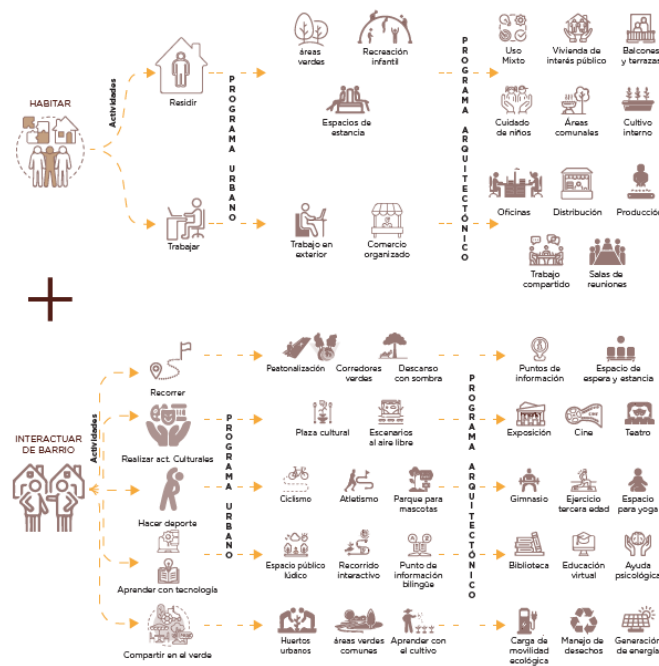 HABITAR
Actividades
Residir
Trabajar
PROGRAMA URBANO
áreas
verdes
Recreación
infantil
Espacios de
estancia
Trabajo en
exterior
Comercio
organizado
PROGRAMA ARQUITECTÓNICO
Uso
Mixto
Vivienda de
interés público
Balcones
y terrazas
Cuidado
de niños
Áreas
comunales
Cultivo
interno
Oficinas
Distribución
Producción
Trabajo
compartido
Salas de
reuniones
+
INTERACTUAR
DE BARRIO
Actividades
Recorrer
Realizar act. Culturales
Hacer deporte
Aprender con tecnología
Compartir en el verde
PROGRAMA URBANO
Peatonalización
Corredores
verdes
Descanso
con sombra
Plaza cultural
Escenarios
al aire libre
Ciclismo
Atletismo
Parque para
mascotas
Espacio público
lúdico
Recorrido
interactivo
Punto de
información
bilingüe
Huertos
urbanos
áreas verdes
comunes
Aprender con
el cultivo
PROGRAMA ARQUITECTÓNICO
Puntos de
información
Espacio de
espera y estancia
Exposición
Cine
Teatro
Gimnasio
Ejercicio
tercera edad
Espacio
para yoga
Biblioteca
Educación
virtual
Ayuda
psicológica
Carga de
movilidad
ecológica
Manejo de
desechos
Generación
de energía